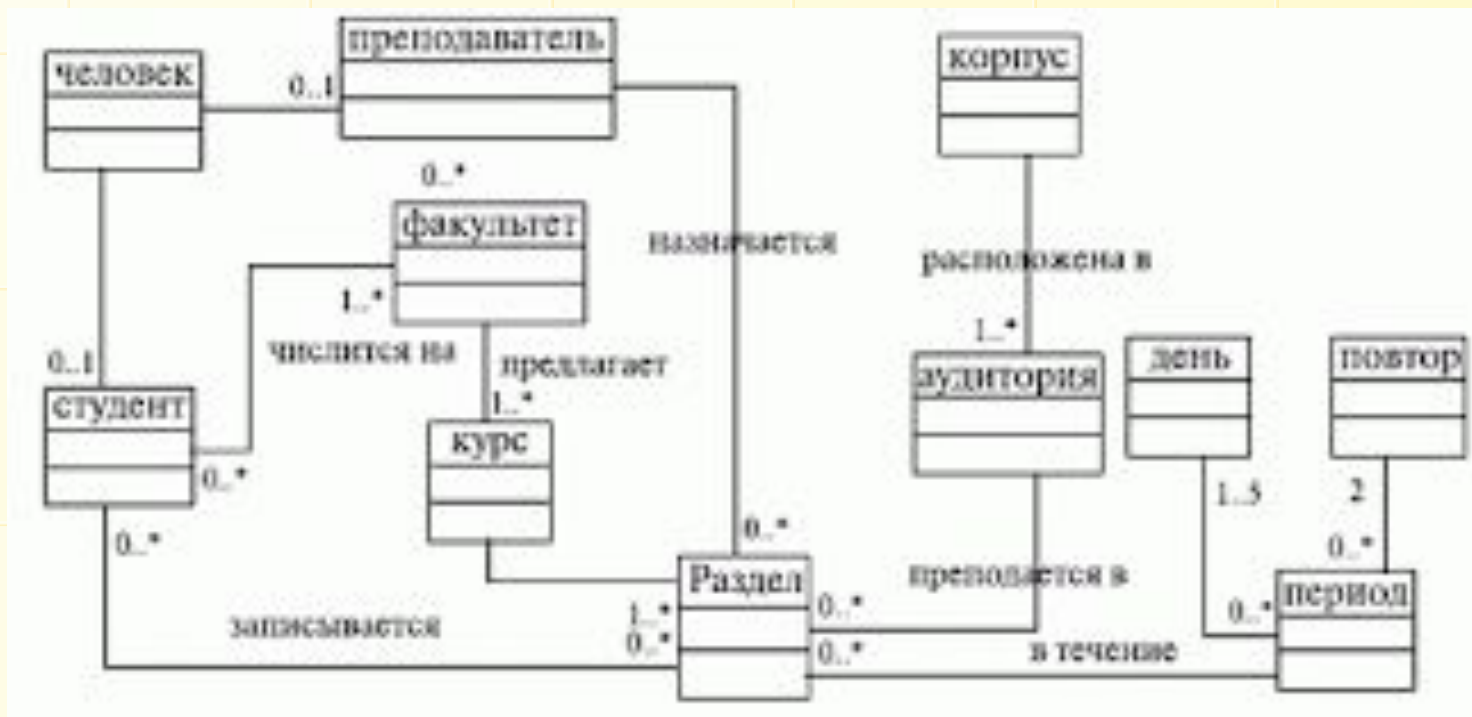 человек
0..1
преподаватель
корпус
0..*
факультет
назначается
расположена в
1..*
числится на
предлагает
0..1
студент
0..*
1..*
курс
1..*
аудитория
день
повтор
1..5
2
0..*
0..*
0..*
Раздел
преподается в
период
записывается
1..*
0..*
0..*
0..*
0..*
в течение